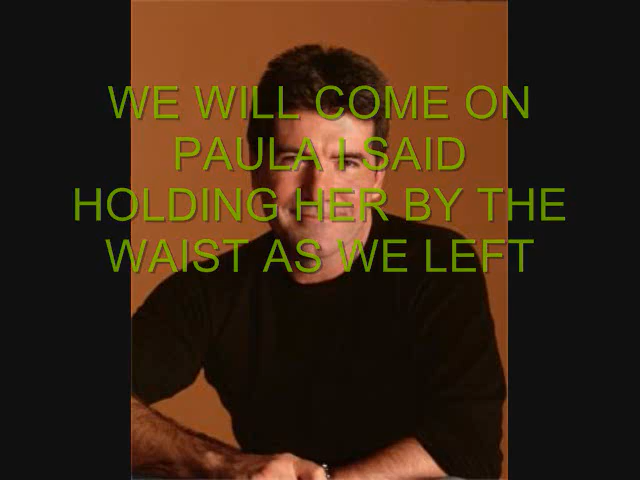 WE WILL COME ON
PAULA I SAID
HOLDING HER BY THE
WAIST AS WE LEFT